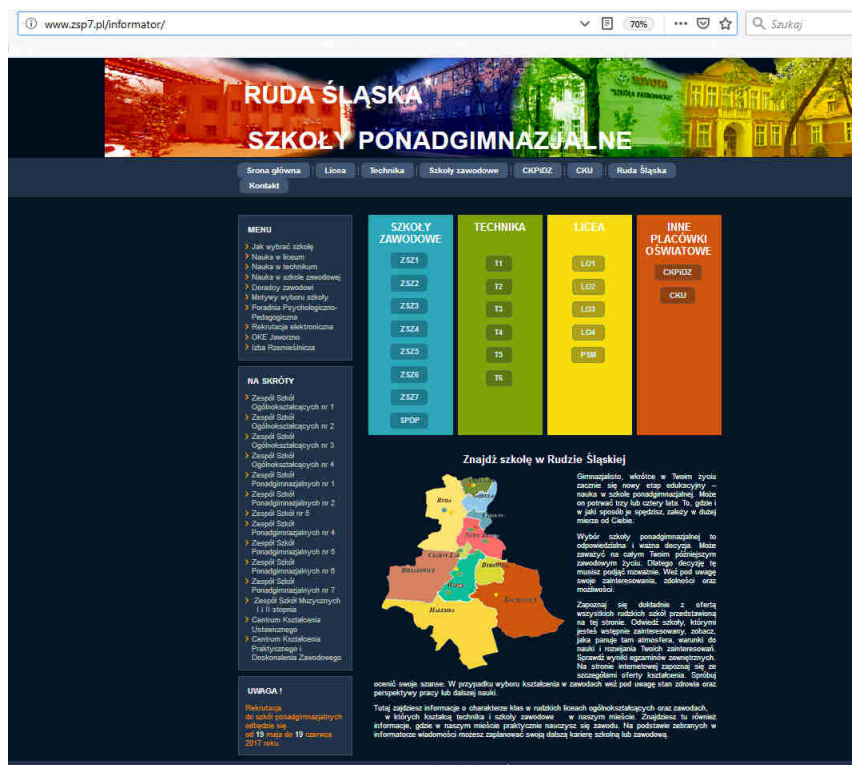 www.zsp7.pl/informator/
70%
Szukaj
TOYOTA
"SZKOŁA PATRONACKA"
RUDA ŚLĄSKA
SZKOŁY PONADGIMNAZJALNE
Srona główna
Licea
Technika
Szkoły zawodowe
CKPiDZ
CKU
Ruda Śląska
Kontakt
MENU
Jak wybrać szkołę
Nauka w liceum
Nauka w technikum
Nauka w szkole zawodowej
Doradcy zawodowi
Motywy wyboru szkoły
Poradnia Psychologiczno-
Pedagogiczna
Rekrutacja elektroniczna
OKE Jaworzno
Izba Rzemieślnicza
NA SKRÓTY
Zespół Szkół
Ogólnokształcących nr 1
Zespół Szkół
Ogólnokształcących nr 2
Zespół Szkół
Ogólnokształcących nr 3
Zespół Szkół
Ogólnokształcących nr 4
Zespół Szkół
Ponadgimnazjalnych nr 1
Zespół Szkół
Ponadgimnazjalnych nr 2
Zespół Szkół nr 5
Zespół Szkół
Ponadgimnazjalnych nr 4
Zespół Szkół
Ponadgimnazjalnych nr 5
Zespół Szkół
Ponadgimnazjalnych nr 6
Zespół Szkół
Ponadgimnazjalnych nr 7
Zespół Szkół Muzycznych
I i II stopnia
Centrum Kształcenia
Ustawicznego
Centrum Kształcenia
Praktycznego i
Doskonalenia Zawodowego
UWAGA !
Rekrutacja
do szkół ponadgimnazjalnych
odbędzie się
od 19 maja do 19 czerwca
2017 roku.
SZKOŁY
ZAWODOWE
ZSZ1
ZSZ2
ZSZ3
ZSZ4
ZSZ5
ZSZ6
ZSZ7
SPDP
TECHNIKA
T1
T2
T3
T4
T5
T6
LICEA
LO1
LO2
LO3
LO4
PSM
INNE
PLACÓWKI
OŚWIATOWE
CKPiDZ
CKU
Znajdż szkołę w Rudzie Śląskiej
RUDA
GODULA
NOWY BYTOM
CZARNY LAS
BIELSZOWICE
WIREK
BYKOWINA
KOCHŁOWICE
HALEMBA
Gimnazjalisto, wkrótce w Twoim życiu
zacznie się nowy etap edukacyjny –
nauka w szkole ponadgimnazjalnej. Może
on potrwać trzy lub cztery lata. To, gdzie i
w jaki sposób je spędzisz, zależy w dużej
mierze od Ciebie.
Wybór szkoły ponadgimnazjalnej to
odpowiedzialna i ważna decyzja. Może
zaważyć na całym Twoim późniejszym
zawodowym życiu. Dlatego decyzję tę
musisz podjąć rozważnie. Weź pod uwagę
swoje zainteresowania, zdolności oraz
możliwości.
Zapoznaj się dokładnie z ofertą
wszystkich rudzkich szkół przedstawioną
na tej stronie. Odwiedź szkoły, którymi
jesteś wstępnie zainteresowany, zobacz,
jaka panuje tam atmosfera, warunki do
nauki i rozwijania Twoich zainteresowań.
Sprawdź wyniki egzaminów zewnętrznych.
Na stronie internetowej zapoznaj się ze
szczegółami oferty kształcenia. Spróbuj
ocenić swoje szanse. W przypadku wyboru kształcenia w zawodach weź pod uwagę stan zdrowia oraz
perspektywy pracy lub dalszej nauki.
Tutaj zajdziesz informacje o charakterze klas w rudzkich liceach ogólnokształcących oraz zawodach,
w których kształcą technika i szkoły zawodowe w naszym mieście. Znajdziesz tu również
informacje, gdzie w naszym mieście praktycznie nauczysz się zawodu. Na podstawie zebranych w
informatorze wiadomości możesz zaplanować swoją dalszą karierę szkolną lub zawodową.